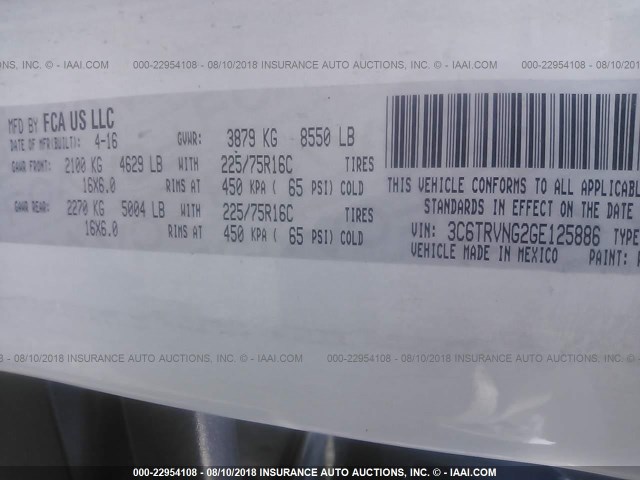 AUCTIONS, INC. © - IAAI.COM 000-22954108 - 08/10/2018 INSURANCE AUTO AUCTIONS, INC. © - IAAI.COM 000-22954108 - 08/10/2018
MFD BY FCA US LLC
DATE OF MFR(BUILT): 4-16 GVWR: 3879 KG 8550 LB
GAWR FRONT: 2100 KG 4629 LB WITH 225/75R16C TIRES
16X6.0 RIMS AT 450 KPA ( 65 PSI) COLD
GAWR REAR: 2270 KG 5004 LB WITH 225/75R16C TIRES
16X6.0 RIMS AT 450 KPA ( 65 PSI) COLD
THIS VEHICLE CONFORMS TO ALL APPLICAB
STANDARDS IN EFFECT ON THE DATE
VIN: 3C6TRVNG2GE125886 TYPE
VEHICLE MADE IN MEXICO PAINT:
- 08/10/2018 INSURANCE AUTO AUCTIONS, INC. © - IAAI.COM 000-22954108 - 08/10/2018 INSURANCE AUTO AUCTIONS, INC.
000-22954108 - 08/10/2018 INSURANCE AUTO AUCTIONS, INC. © - IAAI.COM